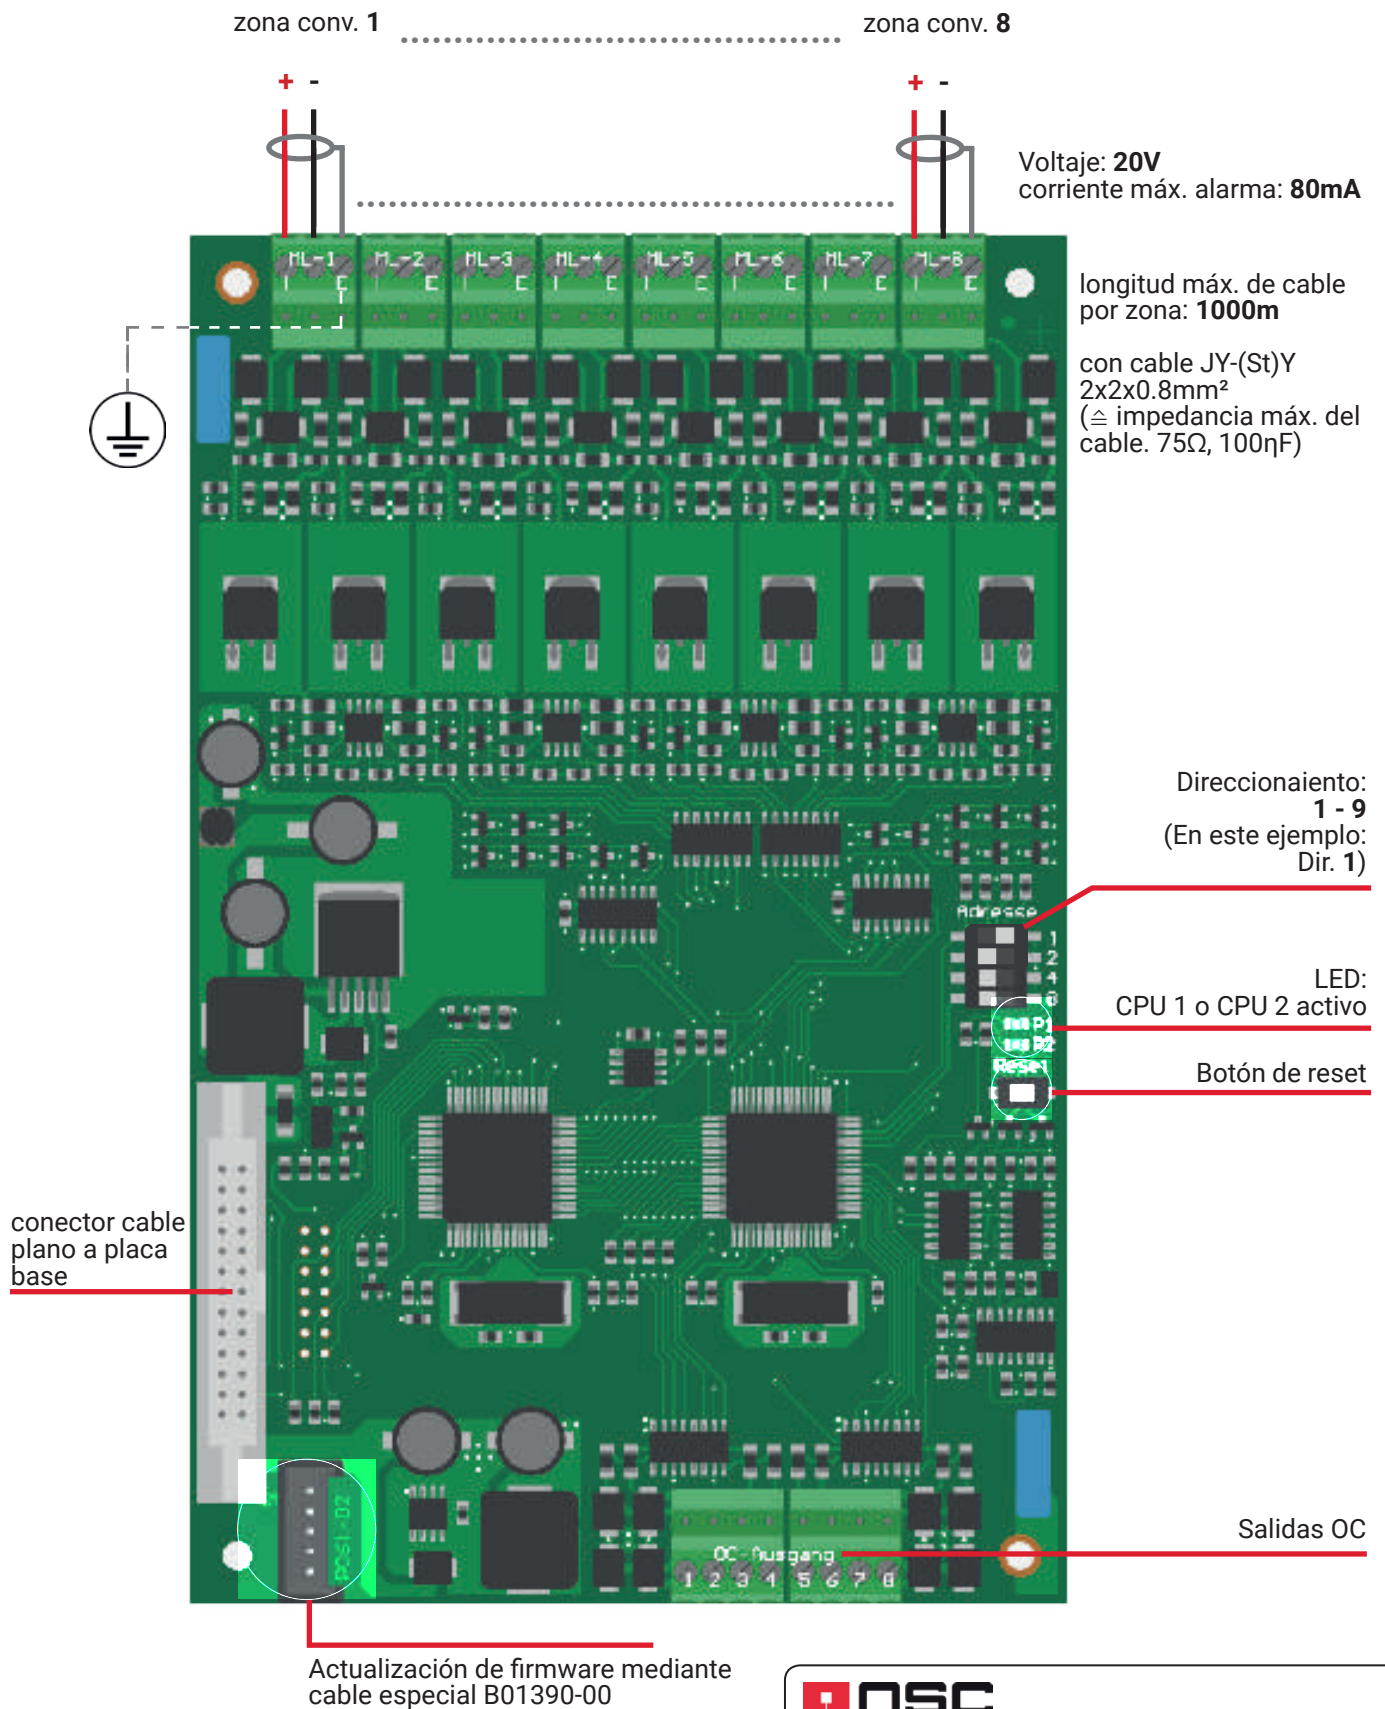 zona conv. 1
zona conv. 8
+ -
+ -
Voltaje: 20V
corriente máx. alarma: 80mA
ML-1 ML-2 ML-3 ML-4 ML-5 ML-6 ML-7 ML-8
E E E E E E E E
longitud máx. de cable
por zona: 1000m
con cable JY-(St)Y
2x2x0.8mm²
(≙ impedancia máx. del
cable. 75Ω, 100ηF)
Direccionaiento:
1 - 9
(En este ejemplo:
Dir. 1)
Adresse
1
2
4
8
LED:
CPU 1 o CPU 2 activo
P1
P2
Reset
Botón de reset
conector cable
plano a placa
base
Salidas OC
OC-Ausgang
1 2 3 4 5 6 7 8
Actualización de firmware mediante
cable especial B01390-00